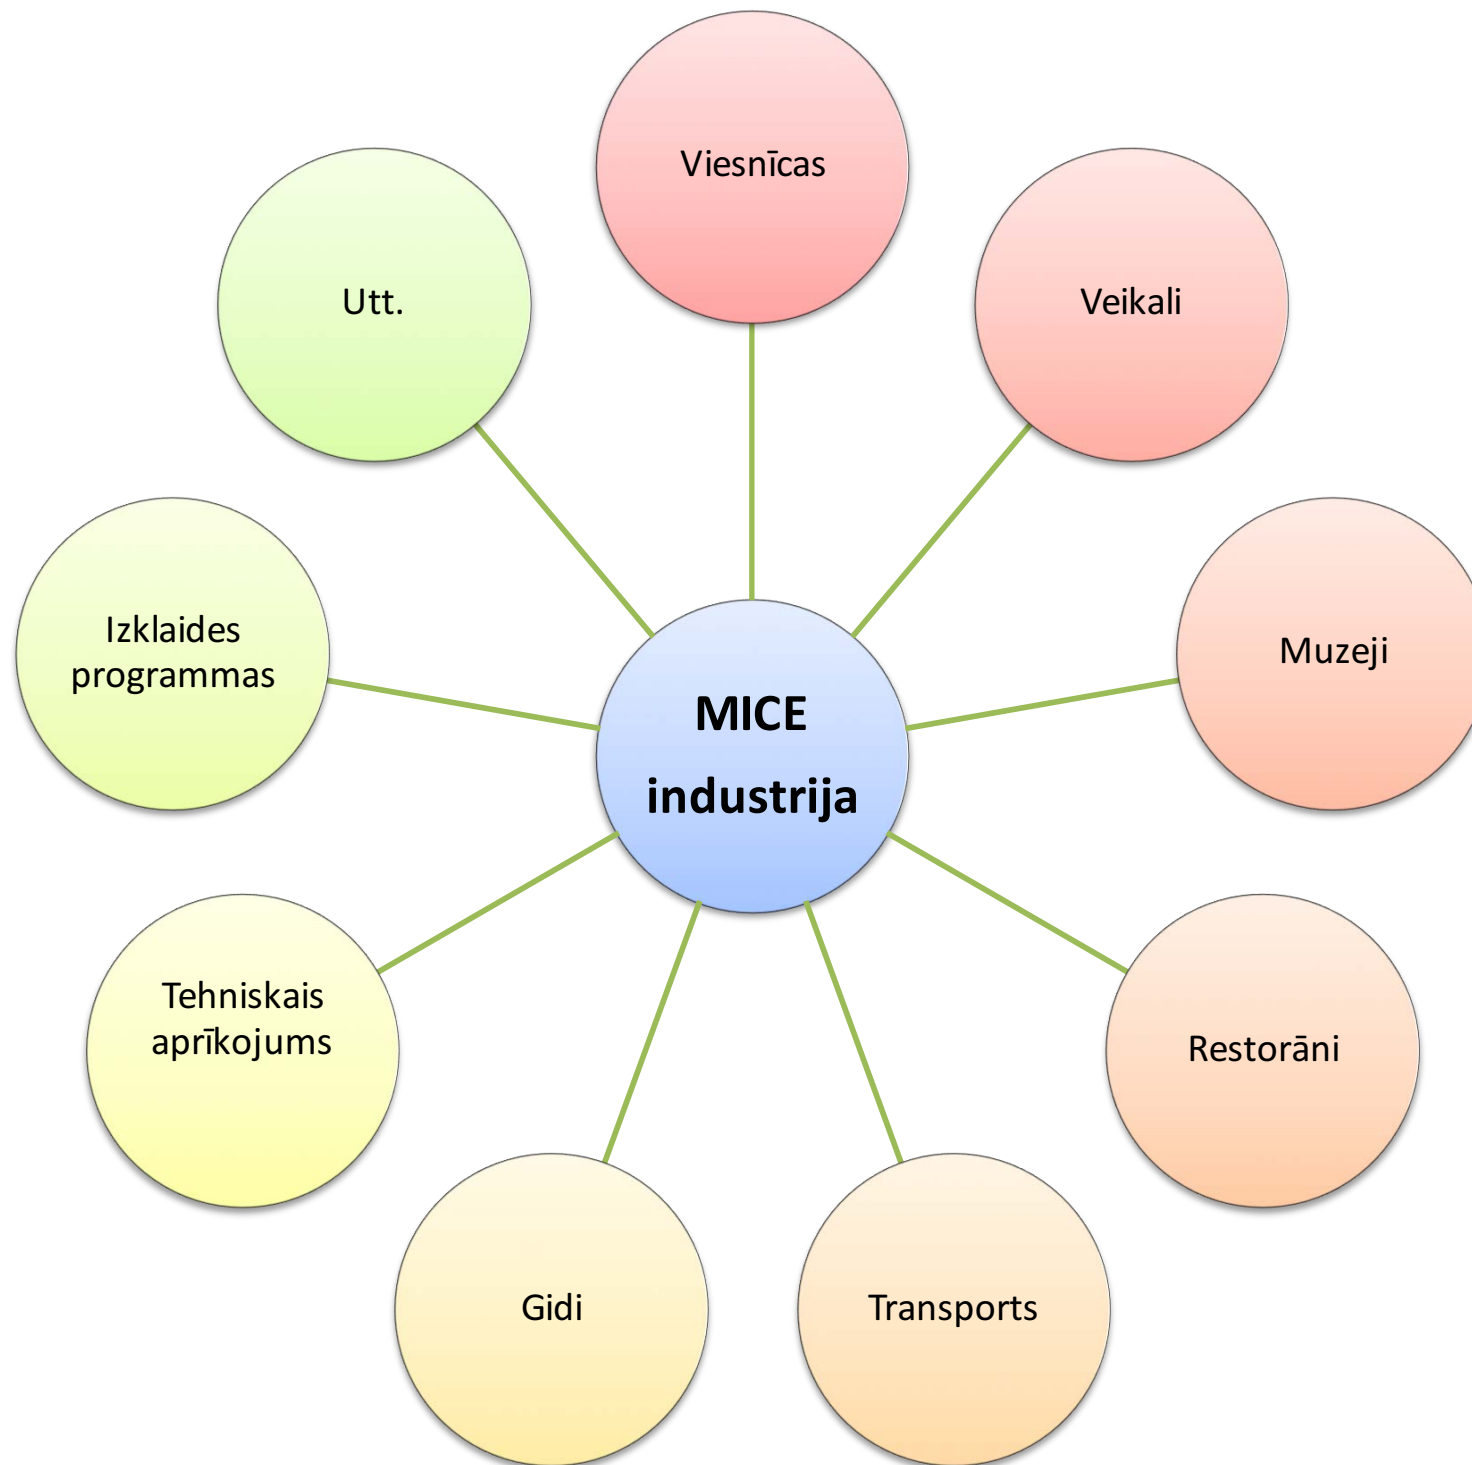 Viesnīcas
Veikali
Muzeji
Restorāni
Transports
Gidi
Tehniskais
aprīkojums
Izklaides
programmas
Utt.
MICE
industrija